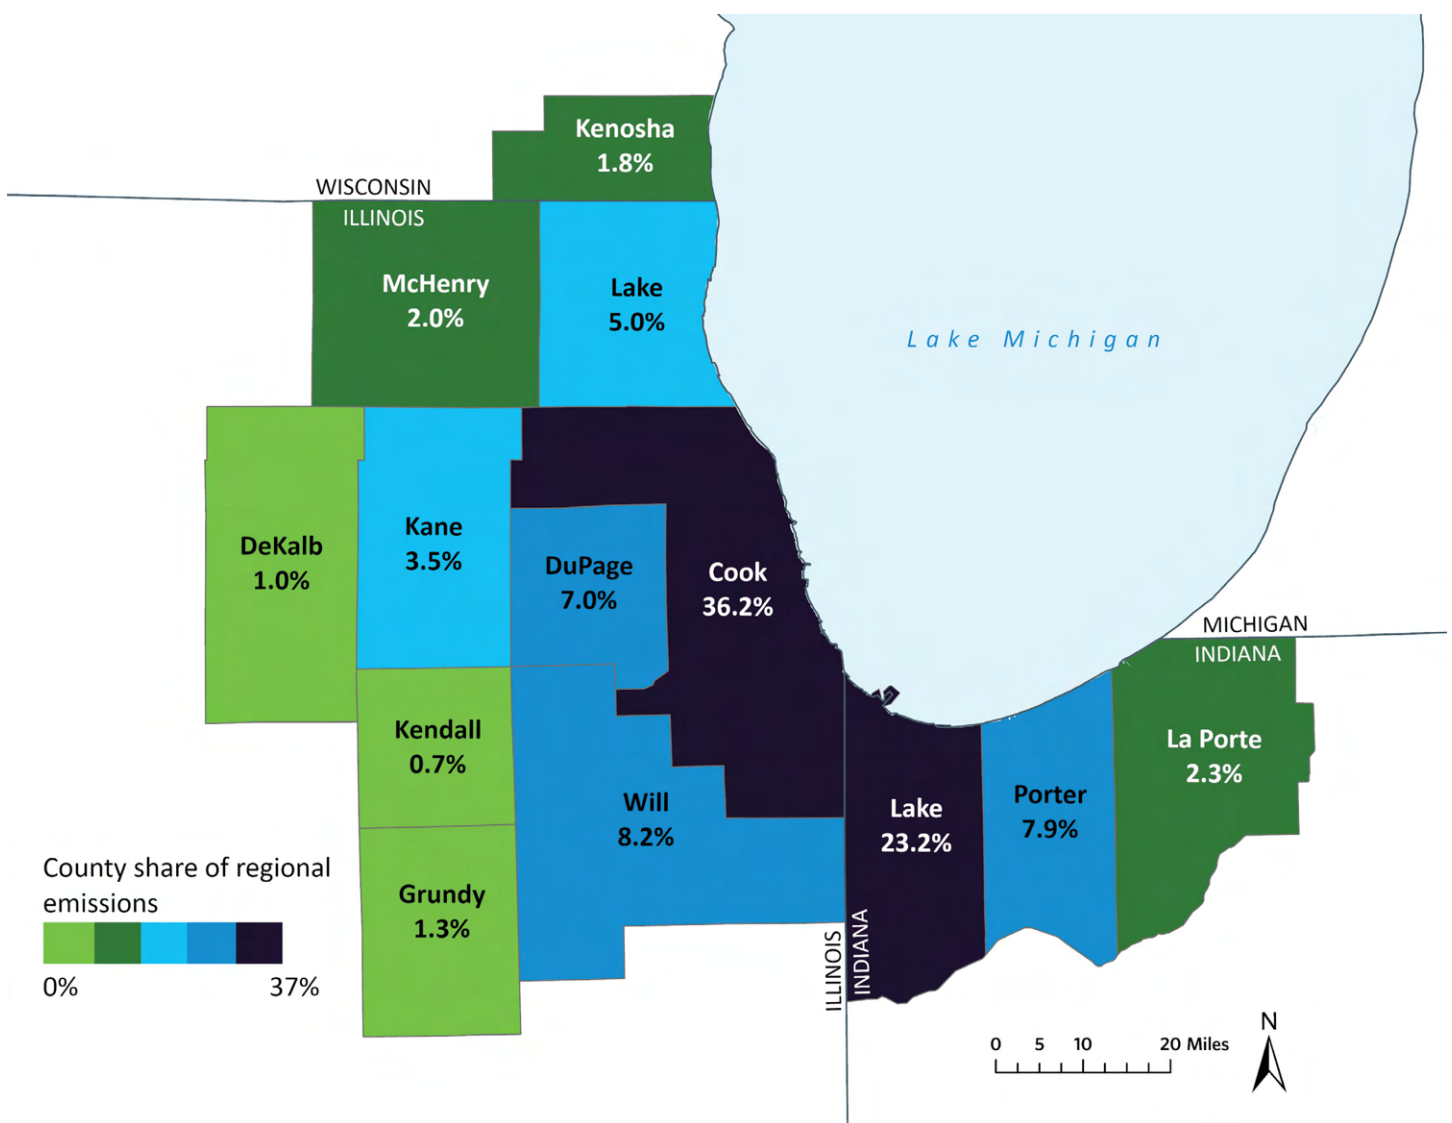 Kenosha
1.8%
WISCONSIN
ILLINOIS
McHenry
2.0%
Lake
5.0%
Lake Michigan
DeKalb
1.0%
Kane
3.5%
DuPage
7.0%
Cook
36.2%
MICHIGAN
INDIANA
Kendall
0.7%
Will
8.2%
Lake
23.2%
Porter
7.9%
La Porte
2.3%
Grundy
1.3%
ILLINOIS
INDIANA
County share of regional
emissions
0% 37%
N
0 5 10 20 Miles